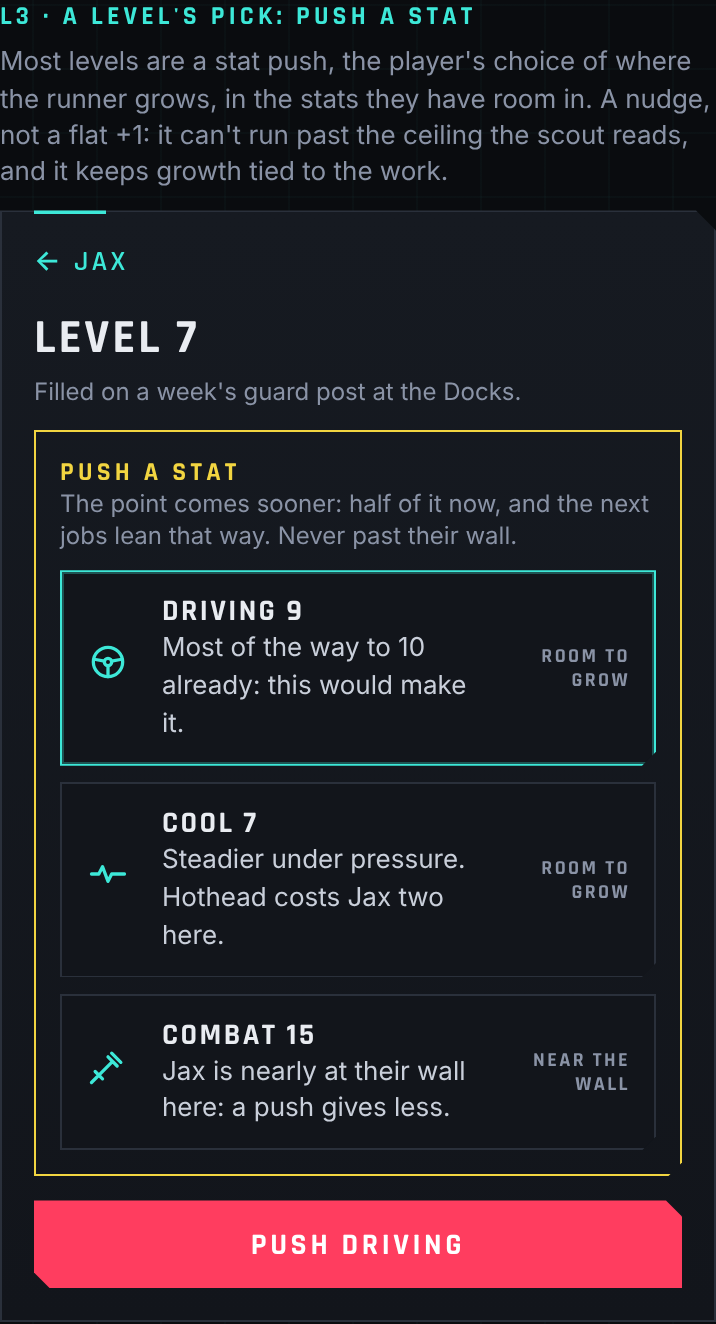 L3 · A LEVEL'S PICK: PUSH A STAT
Most levels are a stat push, the player's choice of where
the runner grows, in the stats they have room in. A nudge,
not a flat +1: it can't run past the ceiling the scout reads,
and it keeps growth tied to the work.
← JAX
LEVEL 7
Filled on a week's guard post at the Docks.
PUSH A STAT
The point comes sooner: half of it now, and the next
jobs lean that way. Never past their wall.
DRIVING 9
Most of the way to 10
already: this would make
it.
ROOM TO
GROW
COOL 7
Steadier under pressure.
Hothead costs Jax two
here.
ROOM TO
GROW
COMBAT 15
Jax is nearly at their wall
here: a push gives less.
NEAR THE
WALL
PUSH DRIVING